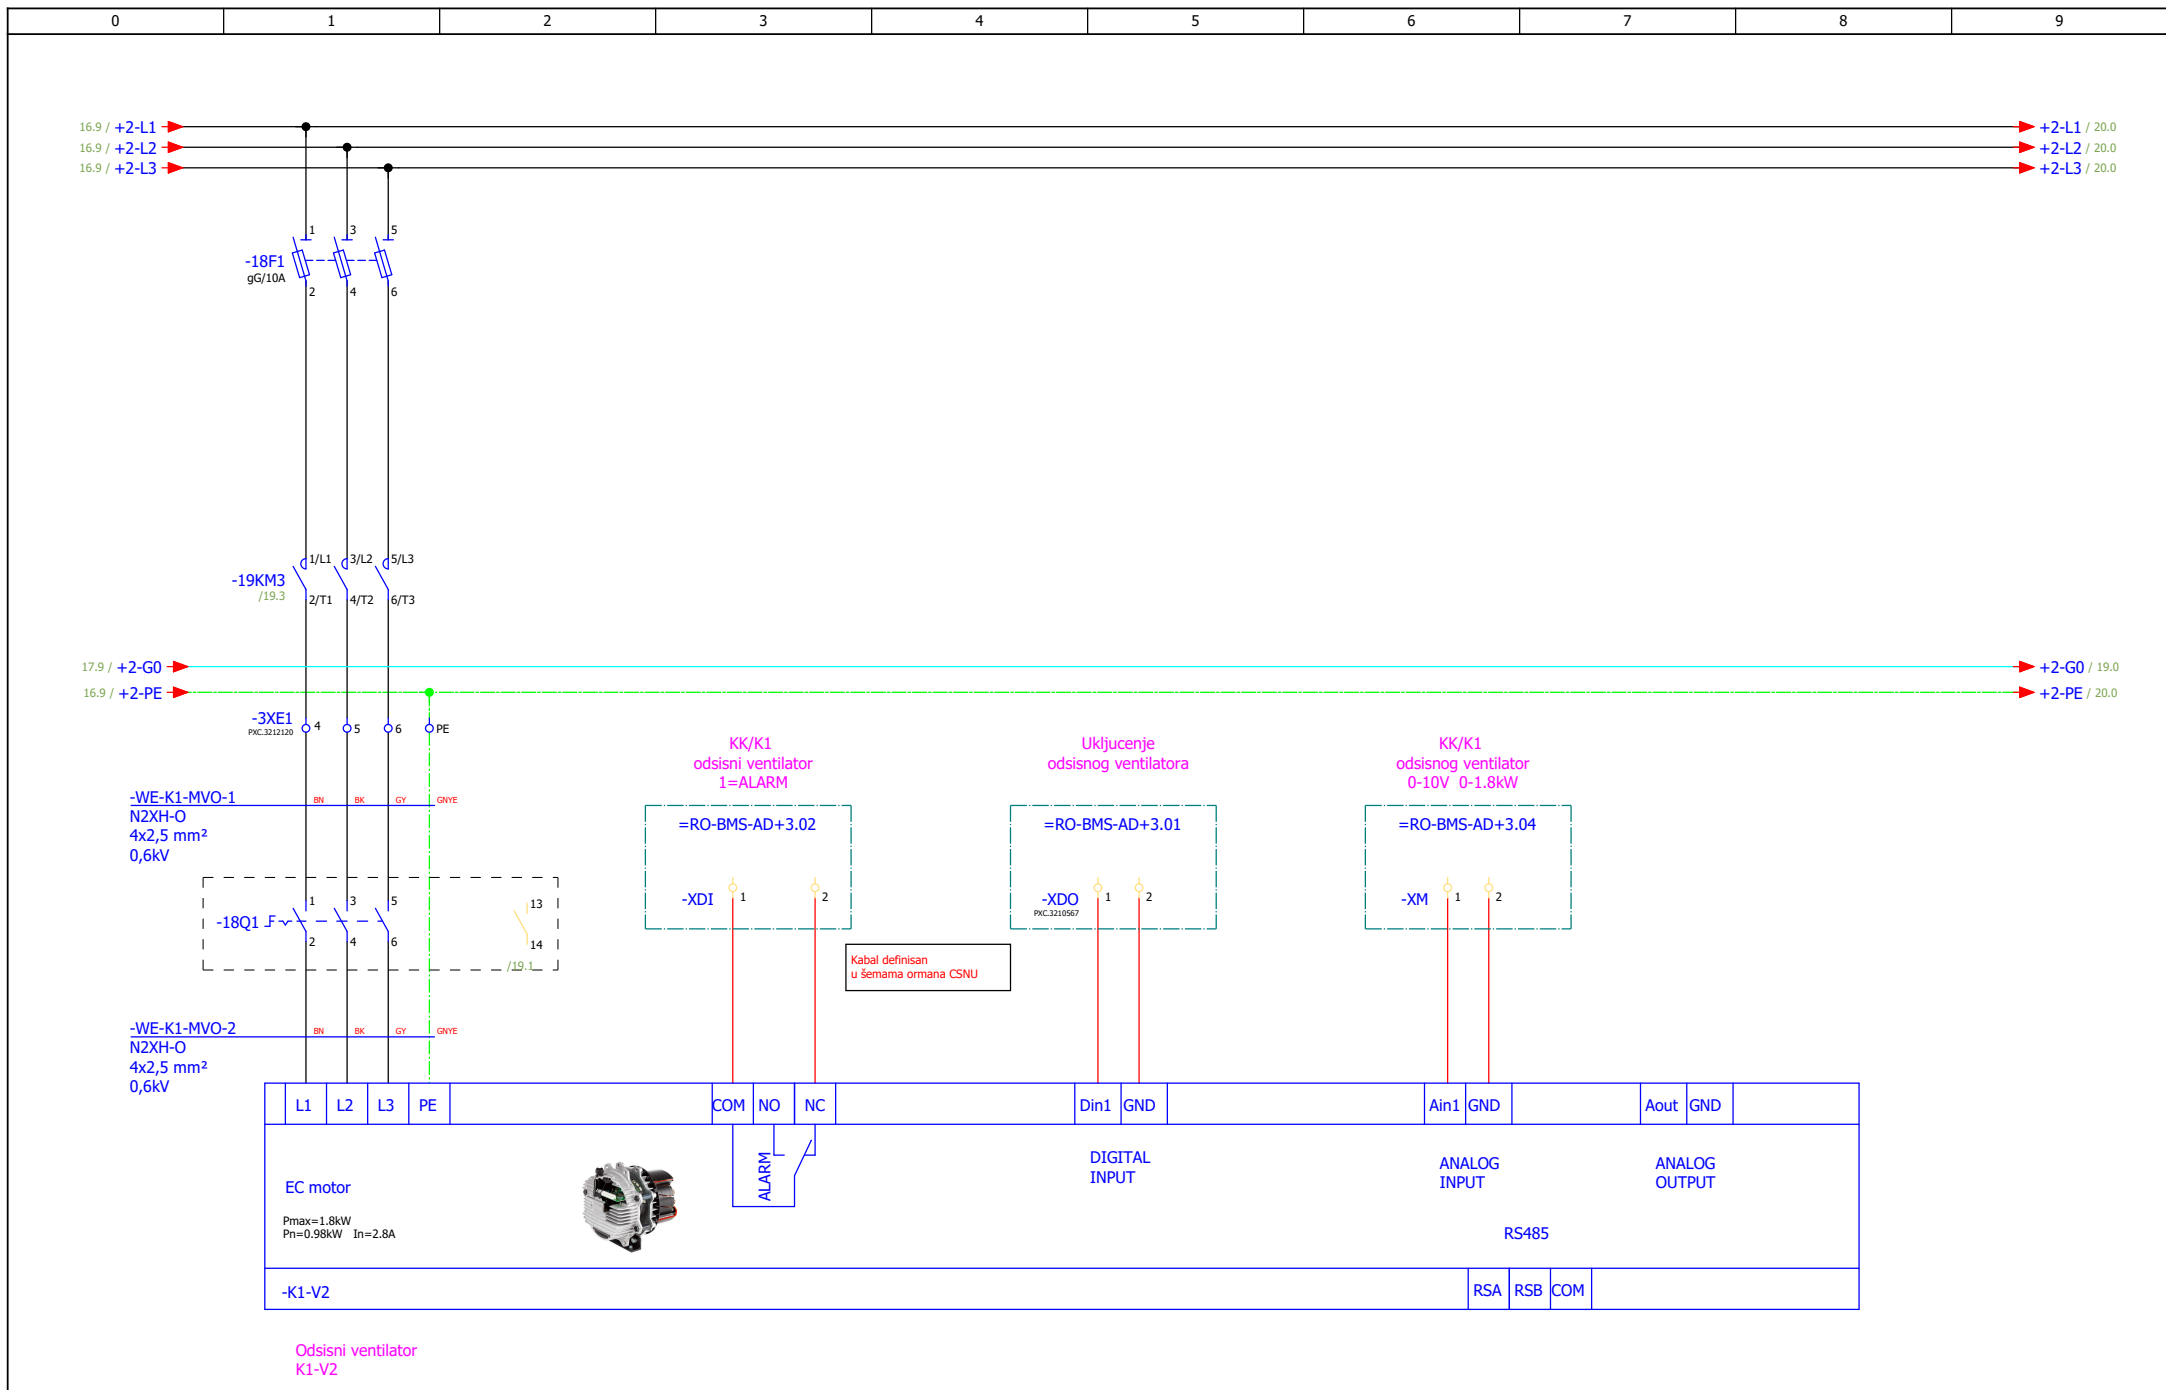 0 1 2 3 4 5 6 7 8 9
16.9 / +2-L1 +2-L1 / 20.0
16.9 / +2-L2 +2-L2 / 20.0
16.9 / +2-L3 +2-L3 / 20.0
1 3 5
-18F1
gG/10A
2 4 6
1/L1 3/L2 5/L3
-19KM3
/19.3
2/T1 4/T2 6/T3
17.9 / +2-G0 +2-G0 / 19.0
16.9 / +2-PE +2-PE / 20.0
-3XE1
PXC.3212120
4 5 6 PE
KK/K1
odsisni ventilator
1=ALARM
Ukljucenje
odsisnog ventilatora
KK/K1
odsisnog ventilator
0-10V 0-1.8kW
-WE-K1-MVO-1
BN BK GY GNYE
N2XH-O
4x2,5 mm²
0,6kV
=RO-BMS-AD+3.02
-XDI 1 2
=RO-BMS-AD+3.01
-XDO 1 2
PXC.3210567
=RO-BMS-AD+3.04
-XM 1 2
1 3 5 13
-18Q1
2 4 6 14
/19.1
Kabal definisan
u šemama ormana CSNU
-WE-K1-MVO-2
BN BK GY GNYE
N2XH-O
4x2,5 mm²
0,6kV
L1 L2 L3 PE COM NO NC Din1 GND Ain1 GND Aout GND
ALARM
DIGITAL
INPUT
ANALOG
INPUT
ANALOG
OUTPUT
EC motor
Pmax=1.8kW
Pn=0.98kW In=2.8A
RS485
-K1-V2
RSA RSB COM
Odsisni ventilator
K1-V2